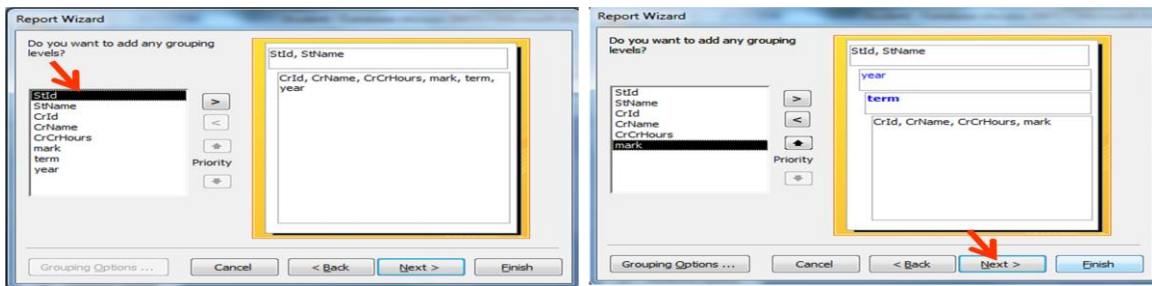 Report Wizard
Do you want to add any grouping
levels?
StId
StName
CrId
CrName
CrCrHours
mark
term
year
>
<
Priority
StId, StName
CrId, CrName, CrCrHours, mark, term,
year
Grouping Options ...
Cancel
< Back
Next >
Finish
Report Wizard
Do you want to add any grouping
levels?
StId
StName
CrId
CrName
CrCrHours
mark
>
<
Priority
StId, StName
year
term
CrId, CrName, CrCrHours, mark
Grouping Options ...
Cancel
< Back
Next >
Finish